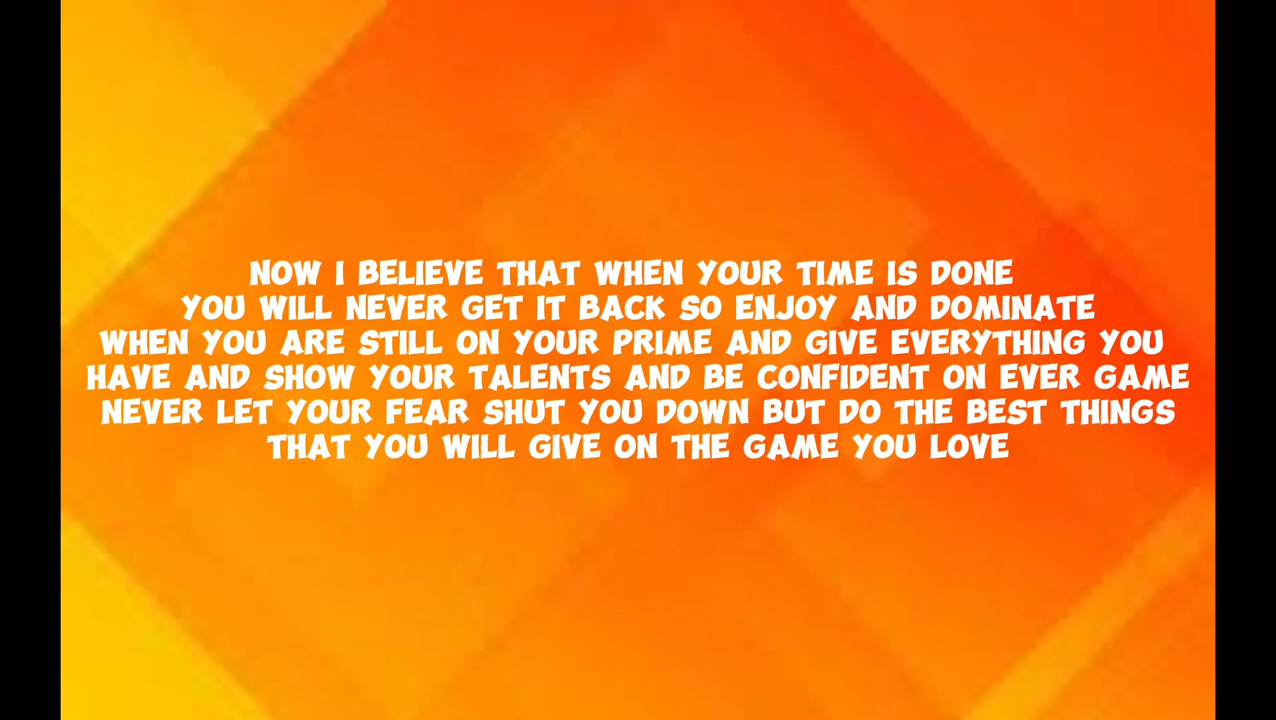 NOW I BELIEVE THAT WHEN YOUR TIME IS DONE
YOU WILL NEVER GET IT BACK SO ENJOY AND DOMINATE
WHEN YOU ARE STILL ON YOUR PRIME AND GIVE EVERYTHING YOU
HAVE AND SHOW YOUR TALENTS AND BE CONFIDENT ON EVER GAME
NEVER LET YOUR FEAR SHUT YOU DOWN BUT DO THE BEST THINGS
THAT YOU WILL GIVE ON THE GAME YOU LOVE